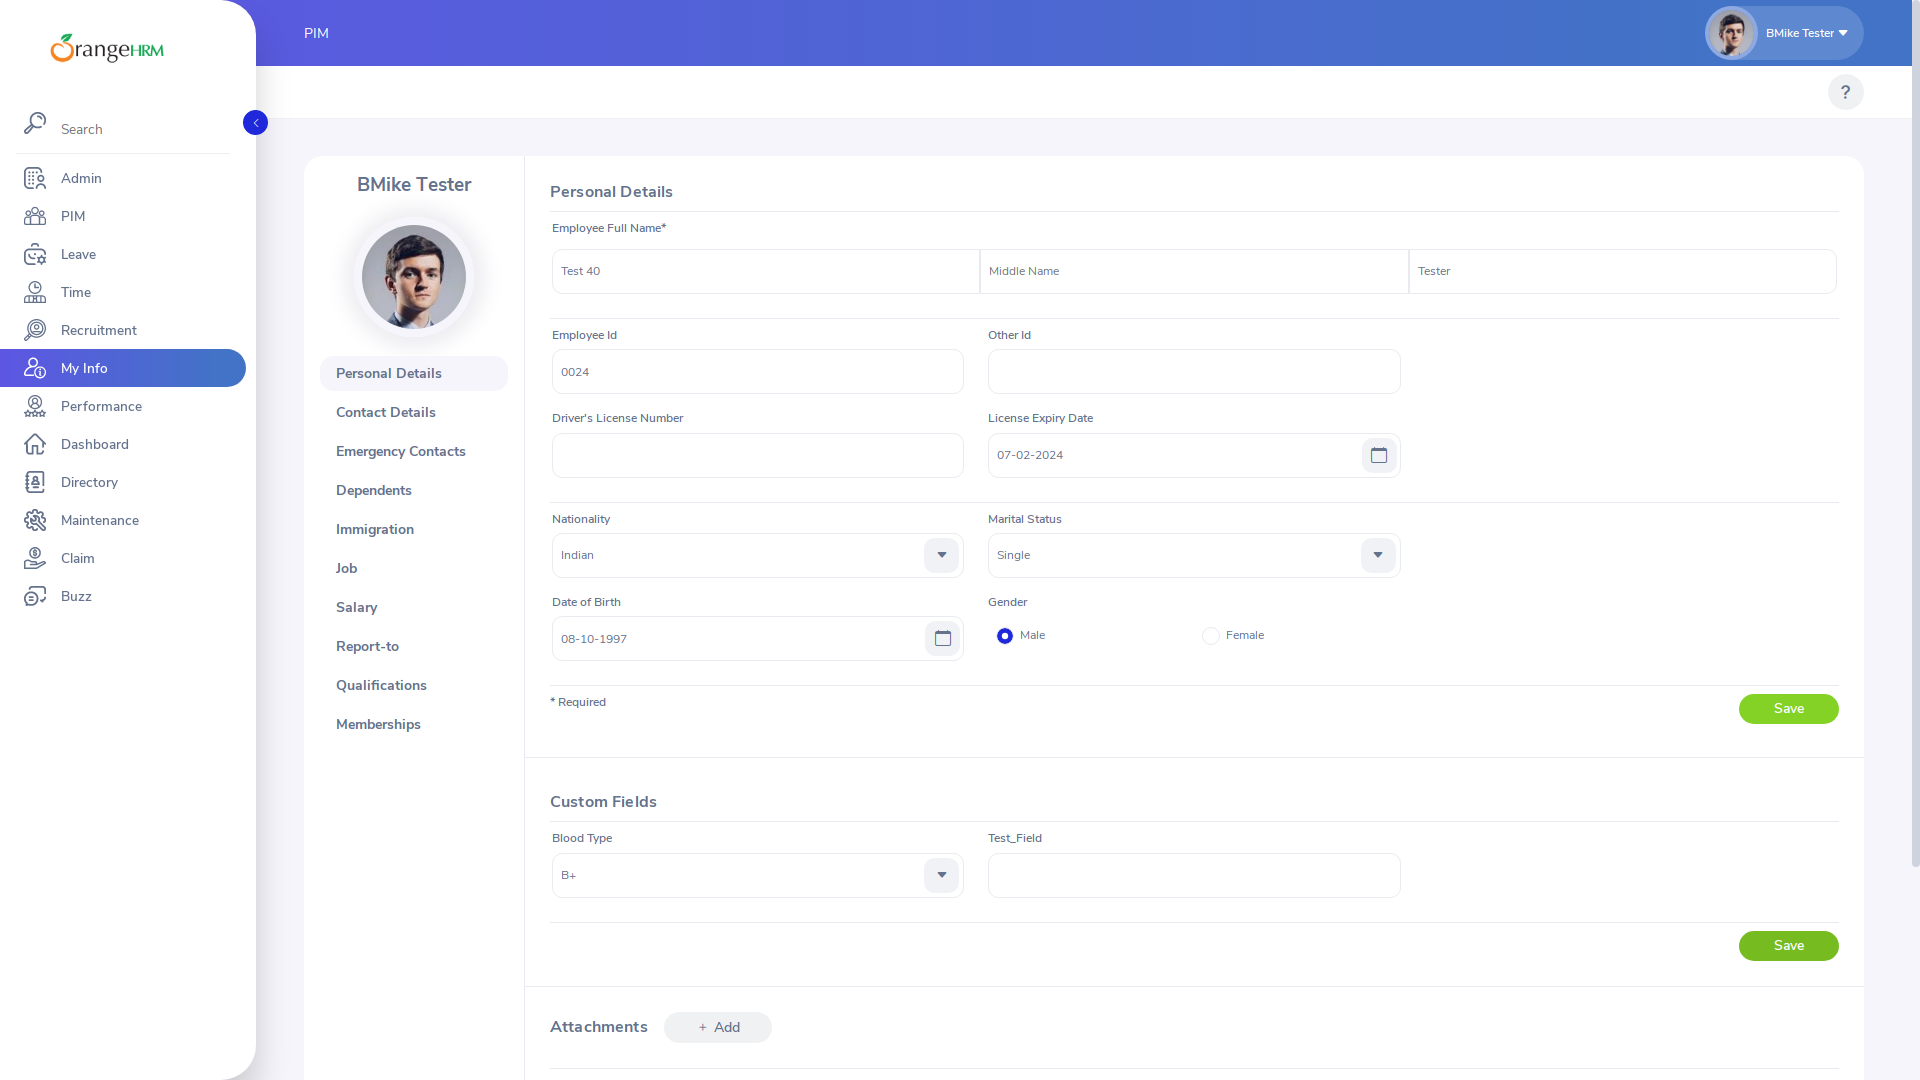 OrangeHRM
Search
Admin
PIM
Leave
Time
Recruitment
My Info
Performance
Dashboard
Directory
Maintenance
Claim
Buzz
PIM
BMike Tester
?
BMike Tester
Personal Details
Contact Details
Emergency Contacts
Dependents
Immigration
Job
Salary
Report-to
Qualifications
Memberships
Personal Details
Employee Full Name*
Test 40 Middle Name Tester
Employee Id Other Id
0024
Driver's License Number License Expiry Date
07-02-2024
Nationality Marital Status
Indian Single
Date of Birth Gender
08-10-1997 Male Female
* Required
Save
Custom Fields
Blood Type Test_Field
B+
Save
Attachments + Add